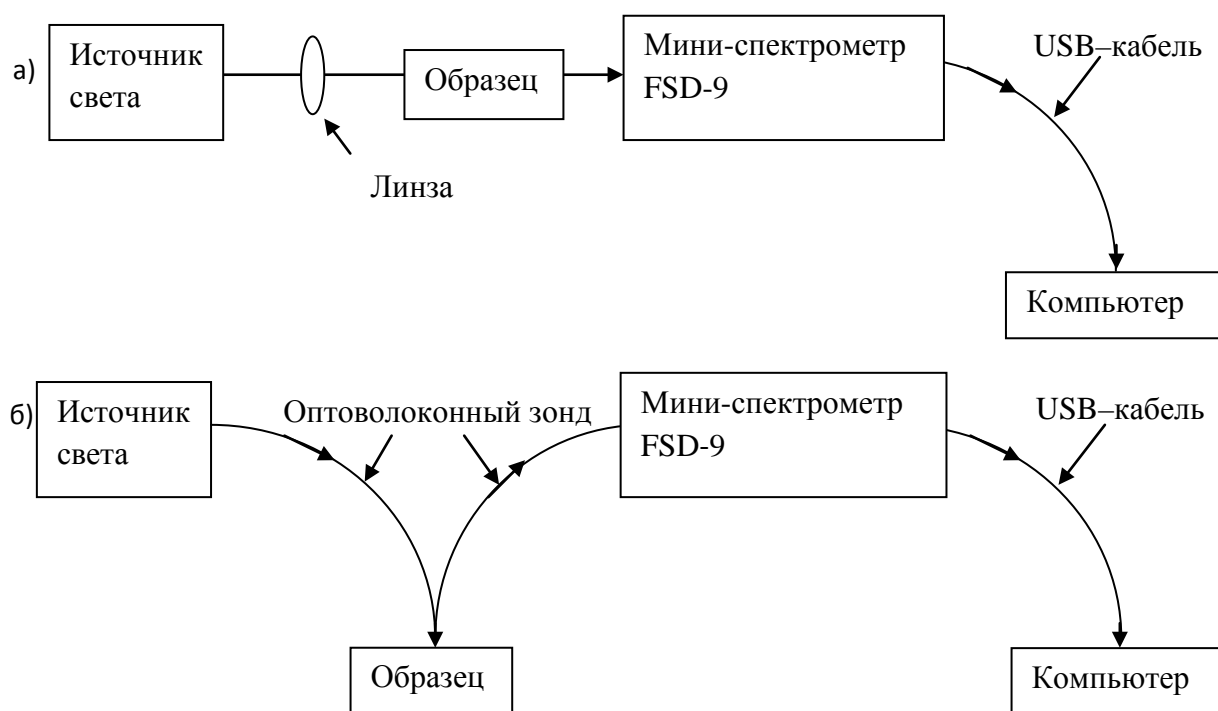 а)
Источник
света
Линза
Образец
Мини-спектрометр
FSD-9
USB–кабель
Компьютер
б)
Источник
света
Оптоволоконный зонд
Образец
Мини-спектрометр
FSD-9
USB–кабель
Компьютер